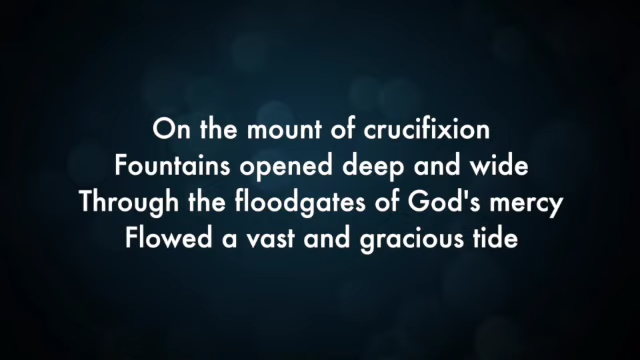 On the mount of crucifixion
Fountains opened deep and wide
Through the floodgates of God's mercy
Flowed a vast and gracious tide